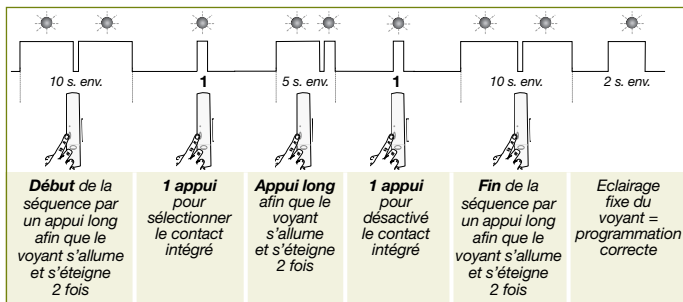 10 s. env.
1
5 s. env.
1
10 s. env.
2 s. env.
Début de la
séquence par
un appui long
afin que le
voyant s'allume
et s'éteigne
2 fois
1 appui
pour
sélectionner
le contact
intégré
Appui long
afin que le
voyant
s'allume
et s'éteigne
2 fois
1 appui
pour
désactivé
le contact
intégré
Fin de la
séquence par
un appui long
afin que le
voyant s'allume
et s'éteigne
2 fois
Eclairage
fixe du
voyant =
programmation
correcte